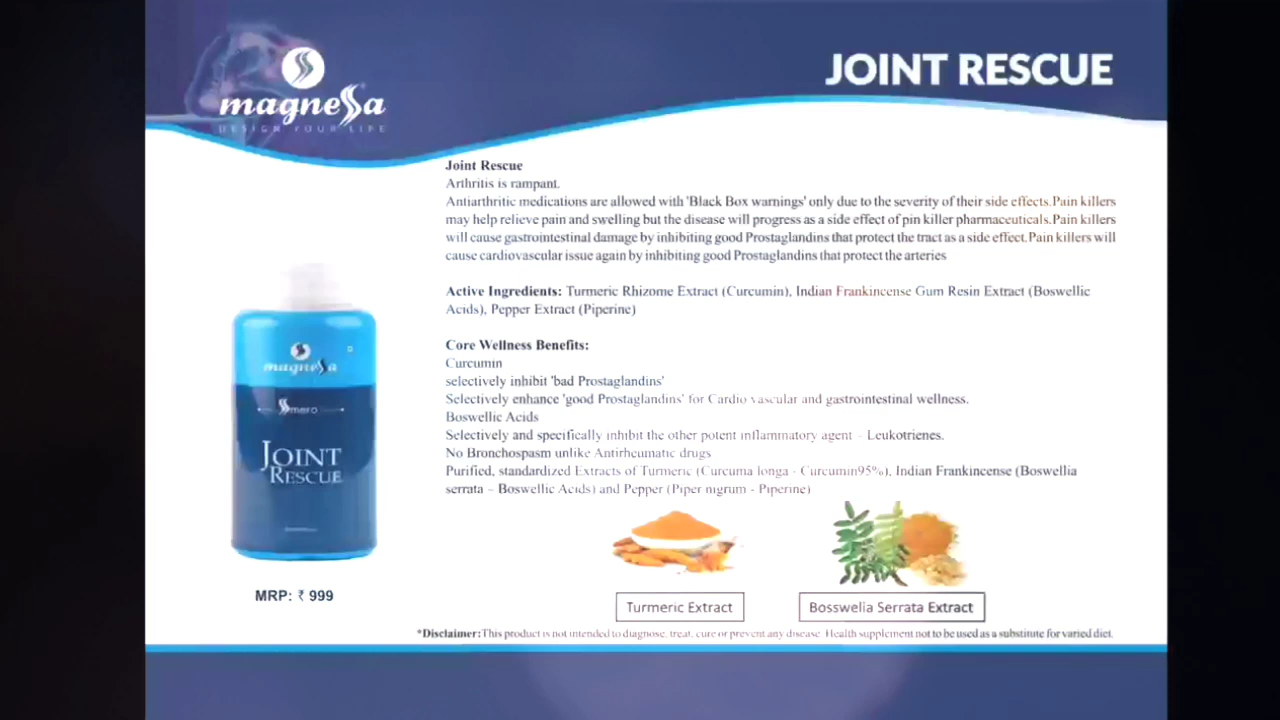 magnessa
DESIGN YOUR LIFE
JOINT RESCUE
Joint Rescue
Arthritis is rampant.
Antiarthritic medications are allowed with 'Black Box warnings' only due to the severity of their side effects.Pain killers
may help relieve pain and swelling but the disease will progress as a side effect of pin killer pharmaceuticals.Pain killers
will cause gastrointestinal damage by inhibiting good Prostaglandins that protect the tract as a side effect.Pain killers will
cause cardiovascular issue again by inhibiting good Prostaglandins that protect the arteries
Active Ingredients: Turmeric Rhizome Extract (Curcumin), Indian Frankincense Gum Resin Extract (Boswellic
Acids), Pepper Extract (Piperine)
Core Wellness Benefits:
Curcumin
selectively inhibit 'bad Prostaglandins'
Selectively enhance 'good Prostaglandins' for Cardio vascular and gastrointestinal wellness.
Boswellic Acids
Selectively and specifically inhibit the other potent inflammatory agent – Leukotrienes.
No Bronchospasm unlike Antirheumatic drugs
Purified, standardized Extracts of Turmeric (Curcuma longa - Curcumin95%), Indian Frankincense (Boswellia
serrata – Boswellic Acids) and Pepper (Piper nigrum - Piperine)
magnessa
Smero
JOINT
RESCUE
MRP: ₹ 999
Turmeric Extract
Bosswelia Serrata Extract
*Disclaimer:This product is not intended to diagnose, treat, cure or prevent any disease. Health supplement not to be used as a substitute for varied diet.